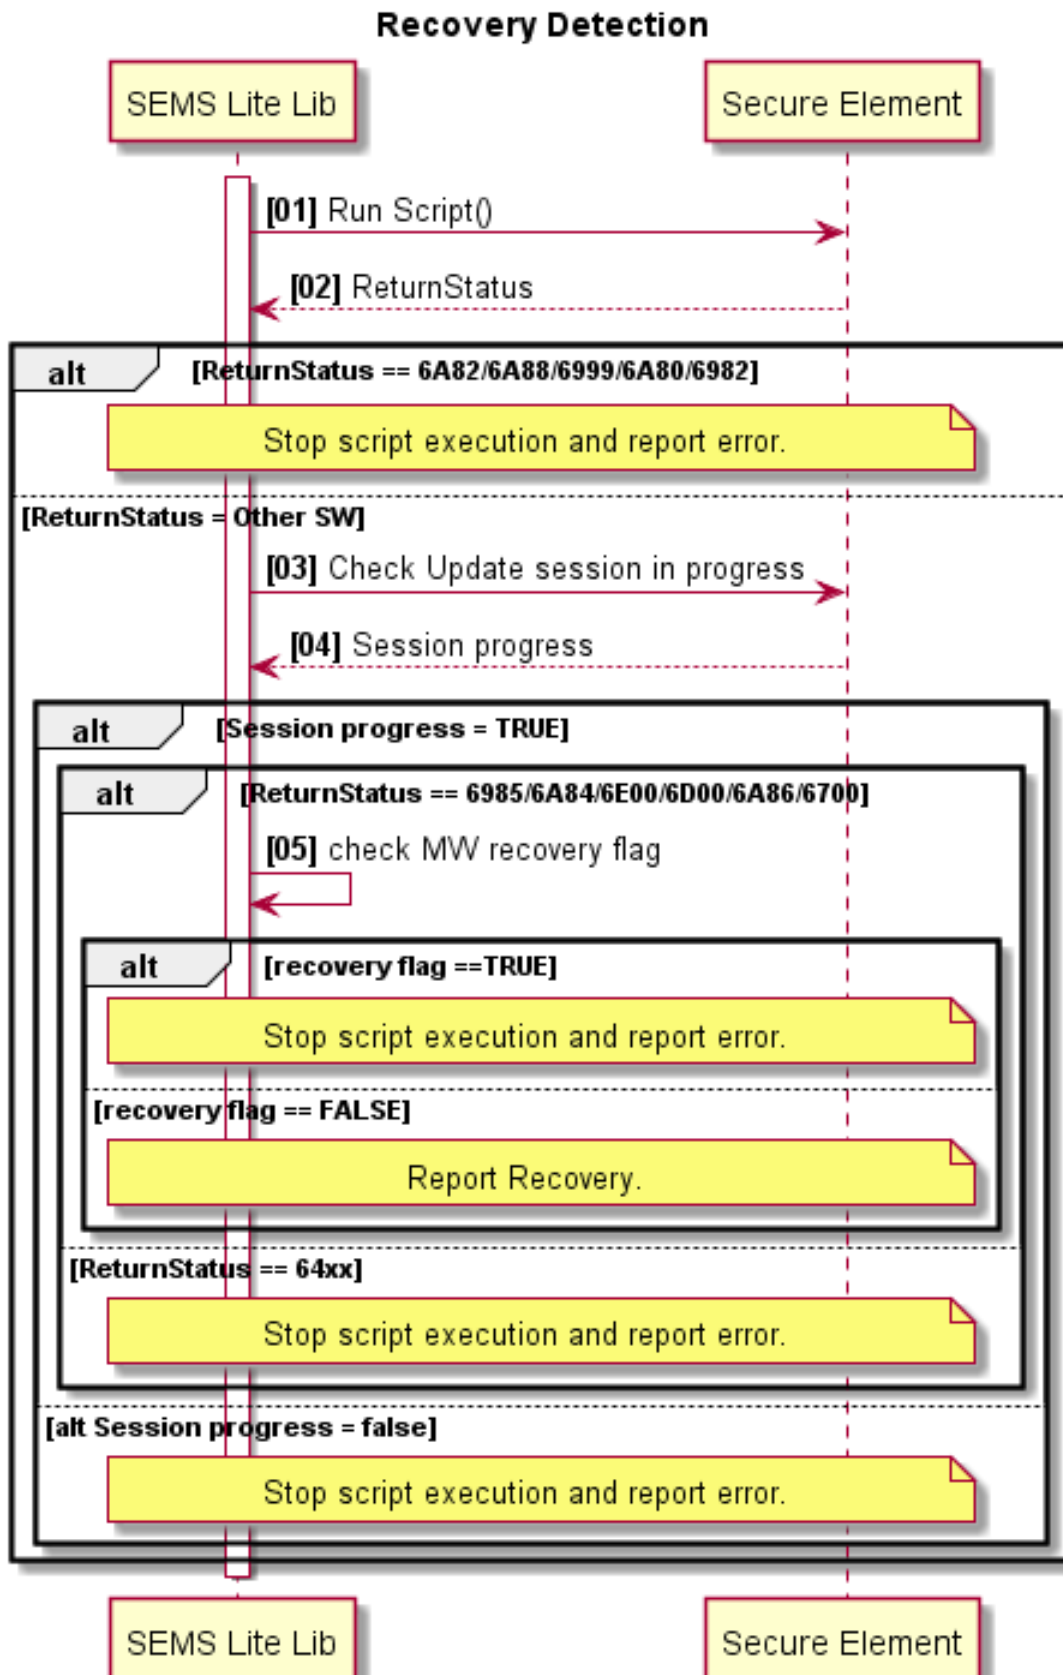 Recovery Detection
SEMS Lite Lib
Secure Element
[01] Run Script()
[02] ReturnStatus
alt
[ReturnStatus == 6A82/6A88/6999/6A80/6982]
Stop script execution and report error.
[ReturnStatus = Other SW]
[03] Check Update session in progress
[04] Session progress
alt
[Session progress = TRUE]
alt
[ReturnStatus == 6985/6A84/6E00/6D00/6A86/6700]
[05] check MW recovery flag
alt
[recovery flag ==TRUE]
Stop script execution and report error.
[recovery flag == FALSE]
Report Recovery.
[ReturnStatus == 64xx]
Stop script execution and report error.
[alt Session progress = false]
Stop script execution and report error.
SEMS Lite Lib
Secure Element